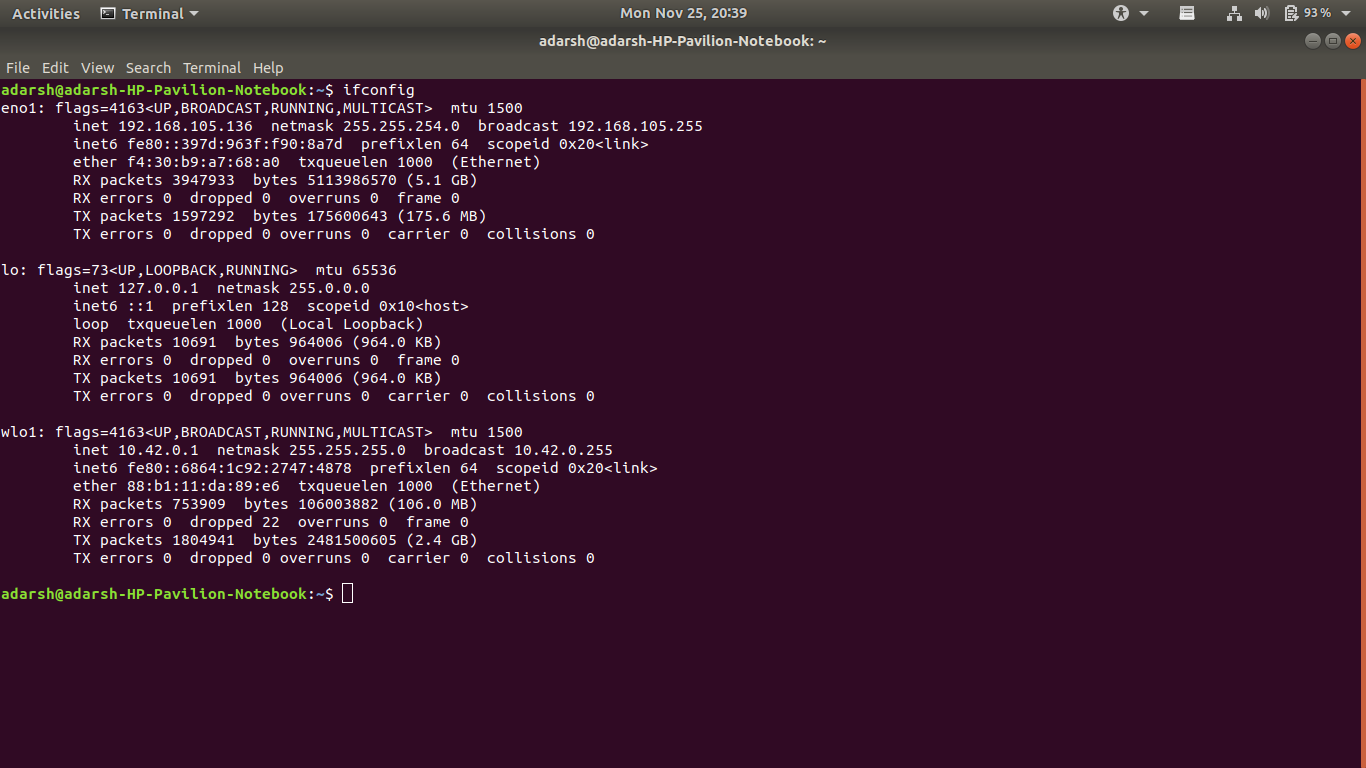 Activities Terminal Mon Nov 25, 20:39 93 %
adarsh@adarsh-HP-Pavilion-Notebook: ~
File Edit View Search Terminal Help
adarsh@adarsh-HP-Pavilion-Notebook:~$ ifconfig
eno1: flags=4163<UP,BROADCAST,RUNNING,MULTICAST>  mtu 1500
        inet 192.168.105.136  netmask 255.255.254.0  broadcast 192.168.105.255
        inet6 fe80::397d:963f:f90:8a7d  prefixlen 64  scopeid 0x20<link>
        ether f4:30:b9:a7:68:a0  txqueuelen 1000  (Ethernet)
        RX packets 3947933  bytes 5113986570 (5.1 GB)
        RX errors 0  dropped 0  overruns 0  frame 0
        TX packets 1597292  bytes 175600643 (175.6 MB)
        TX errors 0  dropped 0 overruns 0  carrier 0  collisions 0

lo: flags=73<UP,LOOPBACK,RUNNING>  mtu 65536
        inet 127.0.0.1  netmask 255.0.0.0
        inet6 ::1  prefixlen 128  scopeid 0x10<host>
        loop  txqueuelen 1000  (Local Loopback)
        RX packets 10691  bytes 964006 (964.0 KB)
        RX errors 0  dropped 0  overruns 0  frame 0
        TX packets 10691  bytes 964006 (964.0 KB)
        TX errors 0  dropped 0 overruns 0  carrier 0  collisions 0

wlo1: flags=4163<UP,BROADCAST,RUNNING,MULTICAST>  mtu 1500
        inet 10.42.0.1  netmask 255.255.255.0  broadcast 10.42.0.255
        inet6 fe80::6864:1c92:2747:4878  prefixlen 64  scopeid 0x20<link>
        ether 88:b1:11:da:89:e6  txqueuelen 1000  (Ethernet)
        RX packets 753909  bytes 106003882 (106.0 MB)
        RX errors 0  dropped 22  overruns 0  frame 0
        TX packets 1804941  bytes 2481500605 (2.4 GB)
        TX errors 0  dropped 0 overruns 0  carrier 0  collisions 0

adarsh@adarsh-HP-Pavilion-Notebook:~$